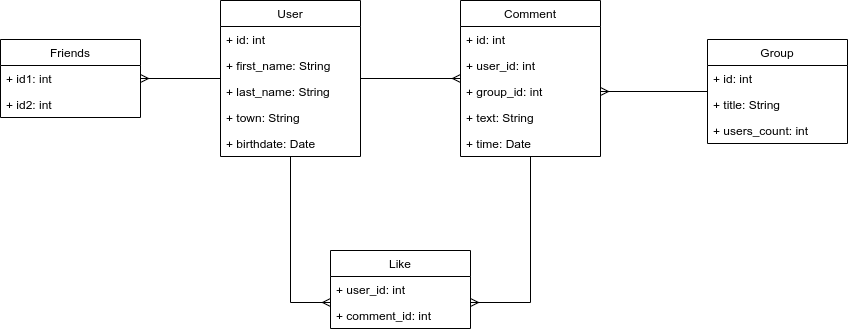 Friends
+ id1: int
+ id2: int
User
+ id: int
+ first_name: String
+ last_name: String
+ town: String
+ birthdate: Date
Comment
+ id: int
+ user_id: int
+ group_id: int
+ text: String
+ time: Date
Group
+ id: int
+ title: String
+ users_count: int
Like
+ user_id: int
+ comment_id: int